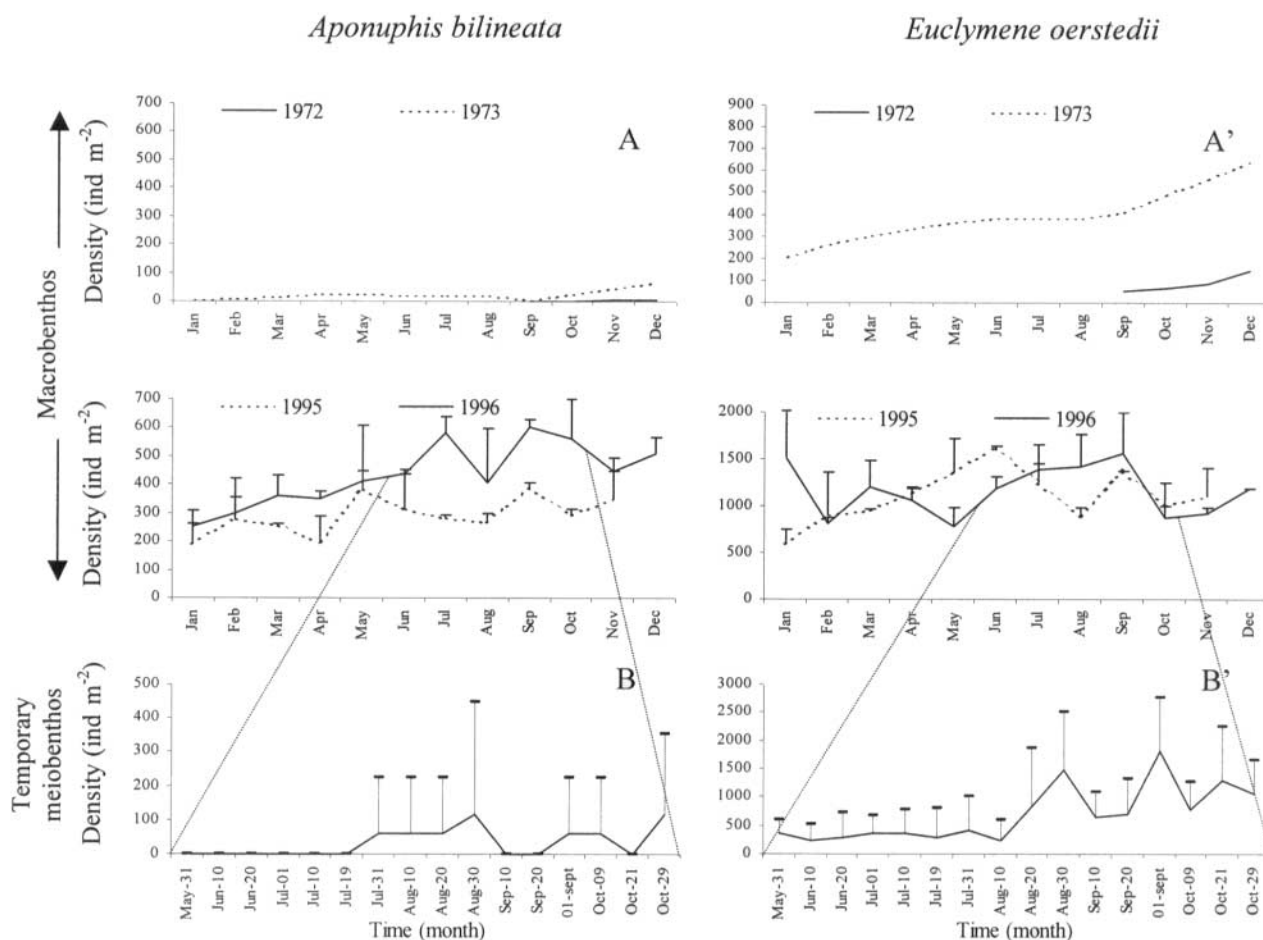 Aponuphis bilineata
Euclymene oerstedii
Macrobenthos
Density (ind m-2)
700
600
500
400
300
200
100
0
1972
1973
A
Jan
Feb
Mar
Apr
May
Jun
Jul
Aug
Sep
Oct
Nov
Dec
Density (ind m-2)
900
800
700
600
500
400
300
200
100
0
1972
1973
A’
Jan
Feb
Mar
Apr
May
Jun
Jul
Aug
Sep
Oct
Nov
Dec
Density (ind m-2)
700
600
500
400
300
200
100
0
1995
1996
Jan
Feb
Mar
Apr
May
Jun
Jul
Aug
Sep
Oct
Nov
Dec
2000
1500
1000
500
0
1995
1996
Jan
Feb
Mar
Apr
May
Jun
Jul
Aug
Sep
Oct
Nov
Dec
Temporary
meiobenthos
Density (ind m-2)
500
400
300
200
100
0
B
May-31
Jun-10
Jun-20
Jul-01
Jul-10
Jul-19
Jul-31
Aug-10
Aug-20
Aug-30
Sep-10
Sep-20
01-sept
Oct-09
Oct-21
Oct-29
Time (month)
3000
2500
2000
1500
1000
500
0
B’
May-31
Jun-10
Jun-20
Jul-01
Jul-10
Jul-19
Jul-31
Aug-10
Aug-20
Aug-30
Sep-10
Sep-20
01-sept
Oct-09
Oct-21
Oct-29
Time (month)